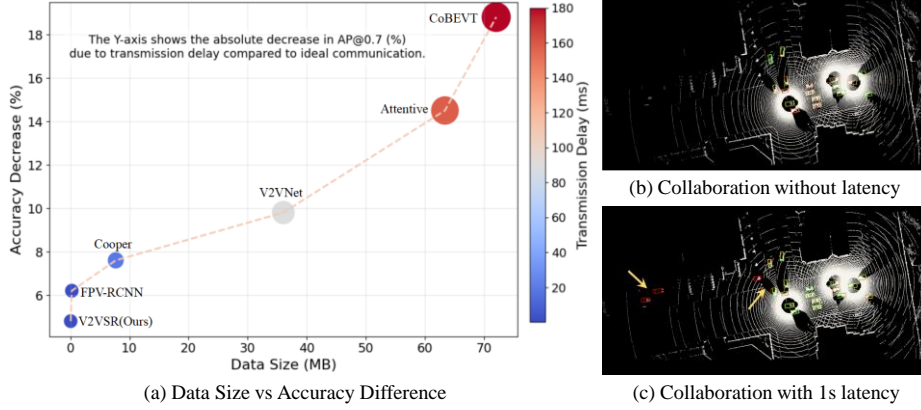 CoBEVT
The Y-axis shows the absolute decrease in AP@0.7 (%)
due to transmission delay compared to ideal communication.
Attentive
V2VNet
Cooper
FPV-RCNN
V2VSR(Ours)
18
16
14
12
10
8
6
Accuracy Decrease (%)
0
10
20
30
40
50
60
70
Data Size (MB)
180
160
140
120
100
80
60
40
20
Transmission Delay (ms)
(a) Data Size vs Accuracy Difference
(b) Collaboration without latency
(c) Collaboration with 1s latency